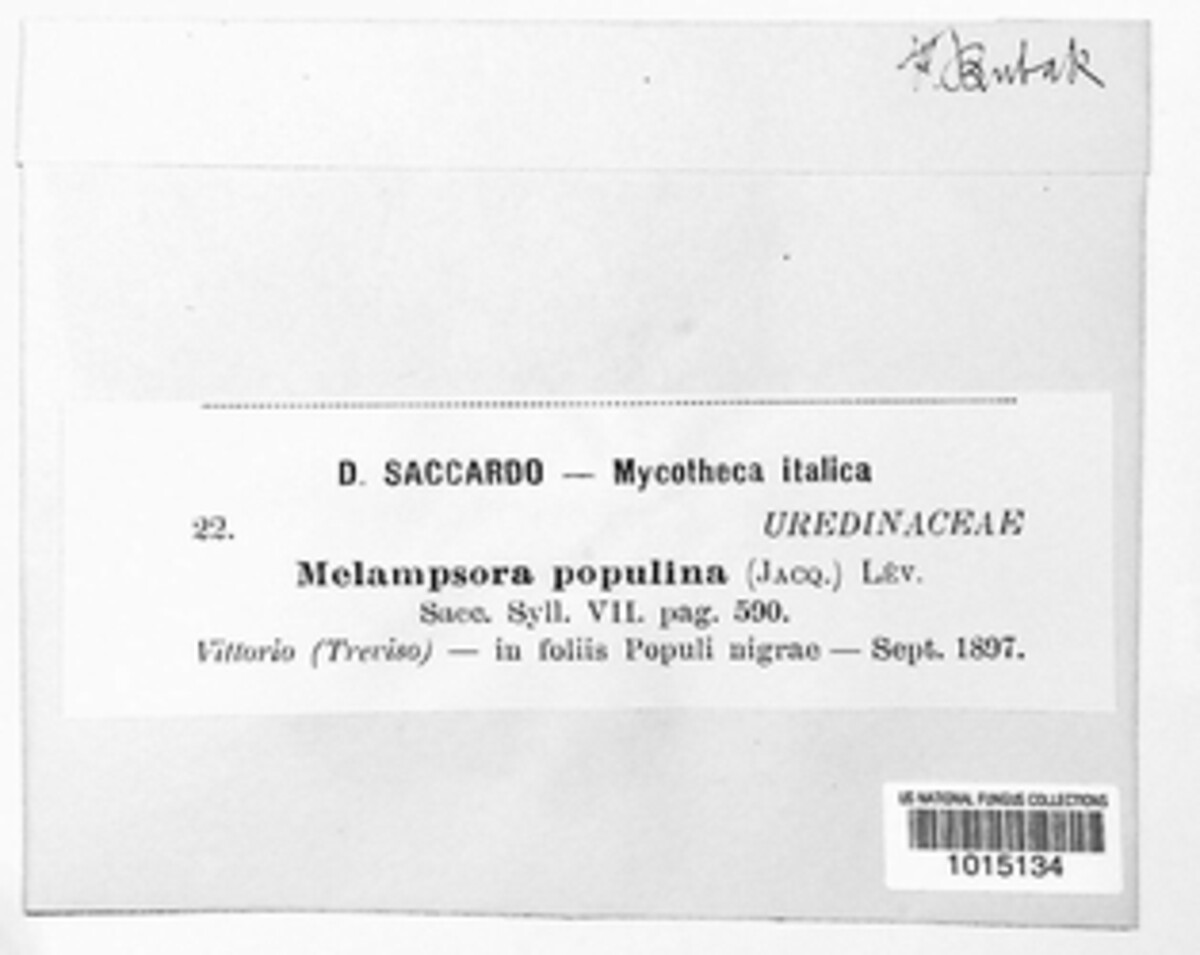 F. Bubak
D. SACCARDO — Mycotheca italica
22. UREDINACEAE
Melampsora populina (JACQ.) LÉV.
Sacc. Syll. VII. pag. 590.
Vittorio (Treviso) — in foliis Populi nigrae — Sept. 1897.
US NATIONAL FUNGUS COLLECTIONS
1015134